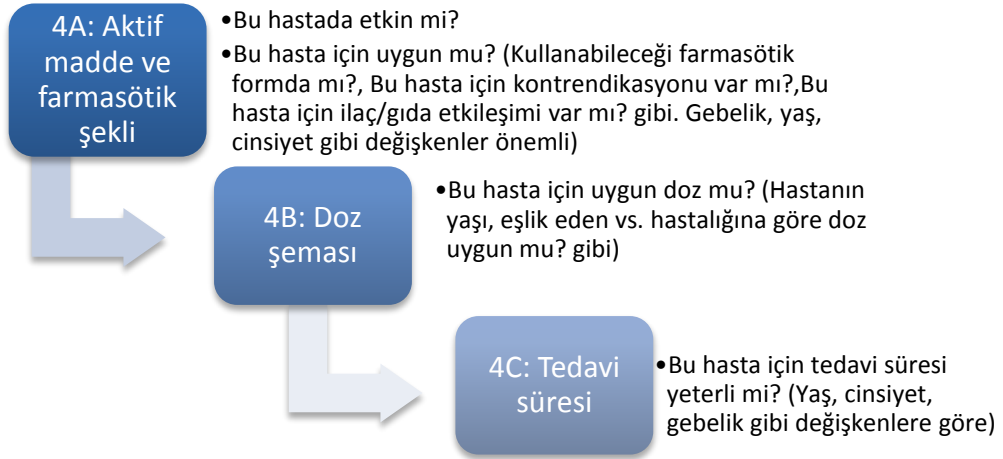 4A: Aktif
madde ve
farmasötik
şekli
•Bu hastada etkin mi?
•Bu hasta için uygun mu? (Kullanabileceği farmasötik
formda mı?, Bu hasta için kontrendikasyonu var mı?,Bu
hasta için ilaç/gıda etkileşimi var mı? gibi. Gebelik, yaş,
cinsiyet gibi değişkenler önemli)
4B: Doz
şeması
•Bu hasta için uygun doz mu? (Hastanın
yaşı, eşlik eden vs. hastalığına göre doz
uygun mu? gibi)
4C: Tedavi
süresi
•Bu hasta için tedavi süresi
yeterli mi? (Yaş, cinsiyet,
gebelik gibi değişkenlere göre)